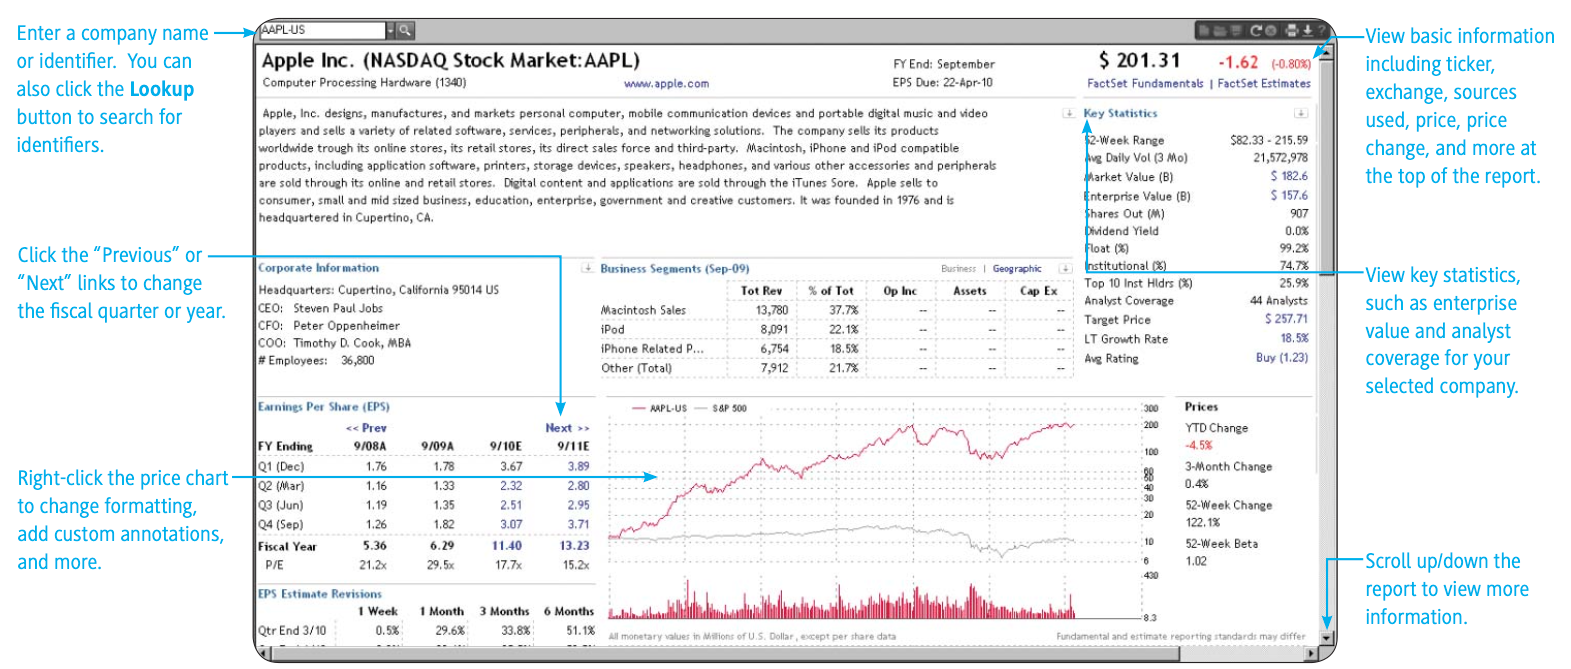 Enter a company name
or identifier. You can
also click the Lookup
button to search for
identifiers.
Click the “Previous” or
“Next” links to change
the fiscal quarter or year.
Right-click the price chart
to change formatting,
add custom annotations,
and more.
AAPL-US
Apple Inc. (NASDAQ Stock Market:AAPL)
Computer Processing Hardware (1340)
www.apple.com
FY End: September
EPS Due: 22-Apr-10
$ 201.31 -1.62 (-0.80%)
FactSet Fundamentals | FactSet Estimates
Apple, Inc. designs, manufactures, and markets personal computer, mobile communication devices and portable digital music and video
players and sells a variety of related software, services, peripherals, and networking solutions. The company sells its products
worldwide trough its online stores, its retail stores, its direct sales force and third-party. Macintosh, iPhone and iPod compatible
products, including application software, printers, storage devices, speakers, headphones, and various other accessories and peripherals
are sold through its online and retail stores. Digital content and applications are sold through the iTunes Sore. Apple sells to
consumer, small and mid sized business, education, enterprise, government and creative customers. It was founded in 1976 and is
headquartered in Cupertino, CA.
Key Statistics
52-Week Range $82.33 - 215.59
Avg Daily Vol (3 Mo) 21,572,978
Market Value (B) $ 182.6
Enterprise Value (B) $ 157.6
Shares Out (M) 907
Dividend Yield 0.0%
Float (%) 99.2%
Institutional (%) 74.7%
Top 10 Inst Hldrs (%) 25.9%
Analyst Coverage 44 Analysts
Target Price $ 257.71
LT Growth Rate 18.5%
Avg Rating Buy (1.23)
Corporate Information
Headquarters: Cupertino, California 95014 US
CEO: Steven Paul Jobs
CFO: Peter Oppenheimer
COO: Timothy D. Cook, MBA
# Employees: 36,800
Business Segments (Sep-09) Business | Geographic
Tot Rev % of Tot Op Inc Assets Cap Ex
Macintosh Sales 13,780 37.7% -- -- --
iPod 8,091 22.1% -- -- --
iPhone Related P... 6,754 18.5% -- -- --
Other (Total) 7,912 21.7% -- -- --
Earnings Per Share (EPS)
<< Prev Next >>
FY Ending 9/08A 9/09A 9/10E 9/11E
Q1 (Dec) 1.76 1.78 3.67 3.89
Q2 (Mar) 1.16 1.33 2.32 2.80
Q3 (Jun) 1.19 1.35 2.51 2.95
Q4 (Sep) 1.26 1.82 3.07 3.71
Fiscal Year 5.36 6.29 11.40 13.23
P/E 21.2x 29.5x 17.7x 15.2x
EPS Estimate Revisions
1 Week 1 Month 3 Months 6 Months
Qtr End 3/10 0.5% 29.6% 33.8% 51.1%
AAPL-US S&P 500
300
200
100
60
50
40
30
20
10
6
430
8.3
All monetary values in Millions of U.S. Dollar, except per share data
Fundamental and estimate reporting standards may differ
Prices
YTD Change
-4.5%
3-Month Change
0.4%
52-Week Change
122.1%
52-Week Beta
1.02
View basic information
including ticker,
exchange, sources
used, price, price
change, and more at
the top of the report.
View key statistics,
such as enterprise
value and analyst
coverage for your
selected company.
Scroll up/down the
report to view more
information.